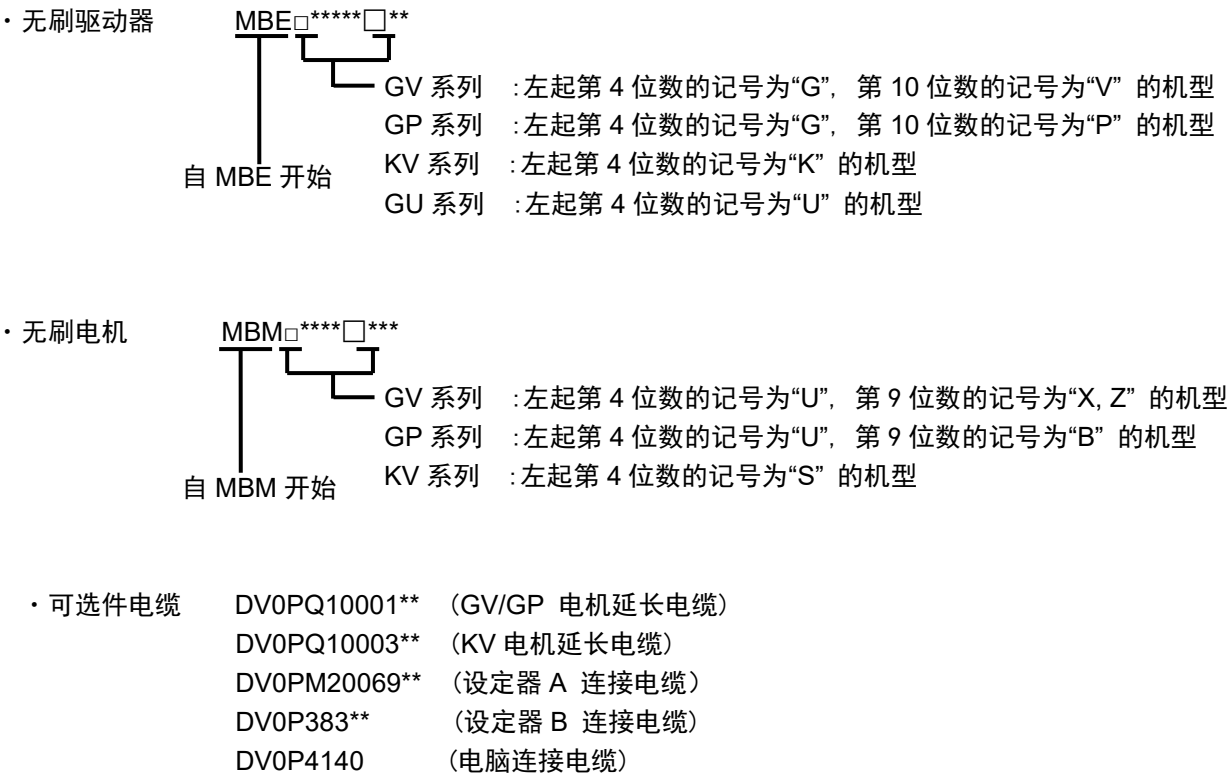 ・无刷驱动器 MBE□*****□**
GV 系列 :左起第 4 位数的记号为“G”, 第 10 位数的记号为“V” 的机型
GP 系列 :左起第 4 位数的记号为“G”, 第 10 位数的记号为“P” 的机型
自 MBE 开始 KV 系列 :左起第 4 位数的记号为“K” 的机型
GU 系列 :左起第 4 位数的记号为“U” 的机型
・无刷电机 MBM□****□***
GV 系列 :左起第 4 位数的记号为“U”, 第 9 位数的记号为“X, Z” 的机型
GP 系列 :左起第 4 位数的记号为“U”, 第 9 位数的记号为“B” 的机型
自 MBM 开始 KV 系列 :左起第 4 位数的记号为“S” 的机型
・可选件电缆 DV0PQ10001** （GV/GP 电机延长电缆）
DV0PQ10003** （KV 电机延长电缆）
DV0PM20069** （设定器 A 连接电缆）
DV0P383** （设定器 B 连接电缆）
DV0P4140 （电脑连接电缆）